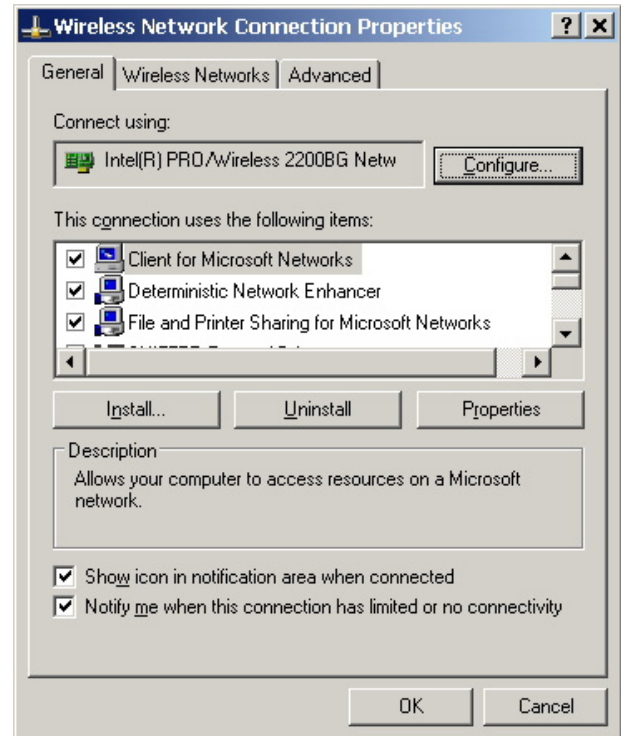 Wireless Network Connection Properties
General Wireless Networks Advanced
Connect using:
Intel(R) PRO/Wireless 2200BG Netw Configure...
This connection uses the following items:
Client for Microsoft Networks
Deterministic Network Enhancer
File and Printer Sharing for Microsoft Networks
Install... Uninstall Properties
Description
Allows your computer to access resources on a Microsoft
network.
Show icon in notification area when connected
Notify me when this connection has limited or no connectivity
OK Cancel